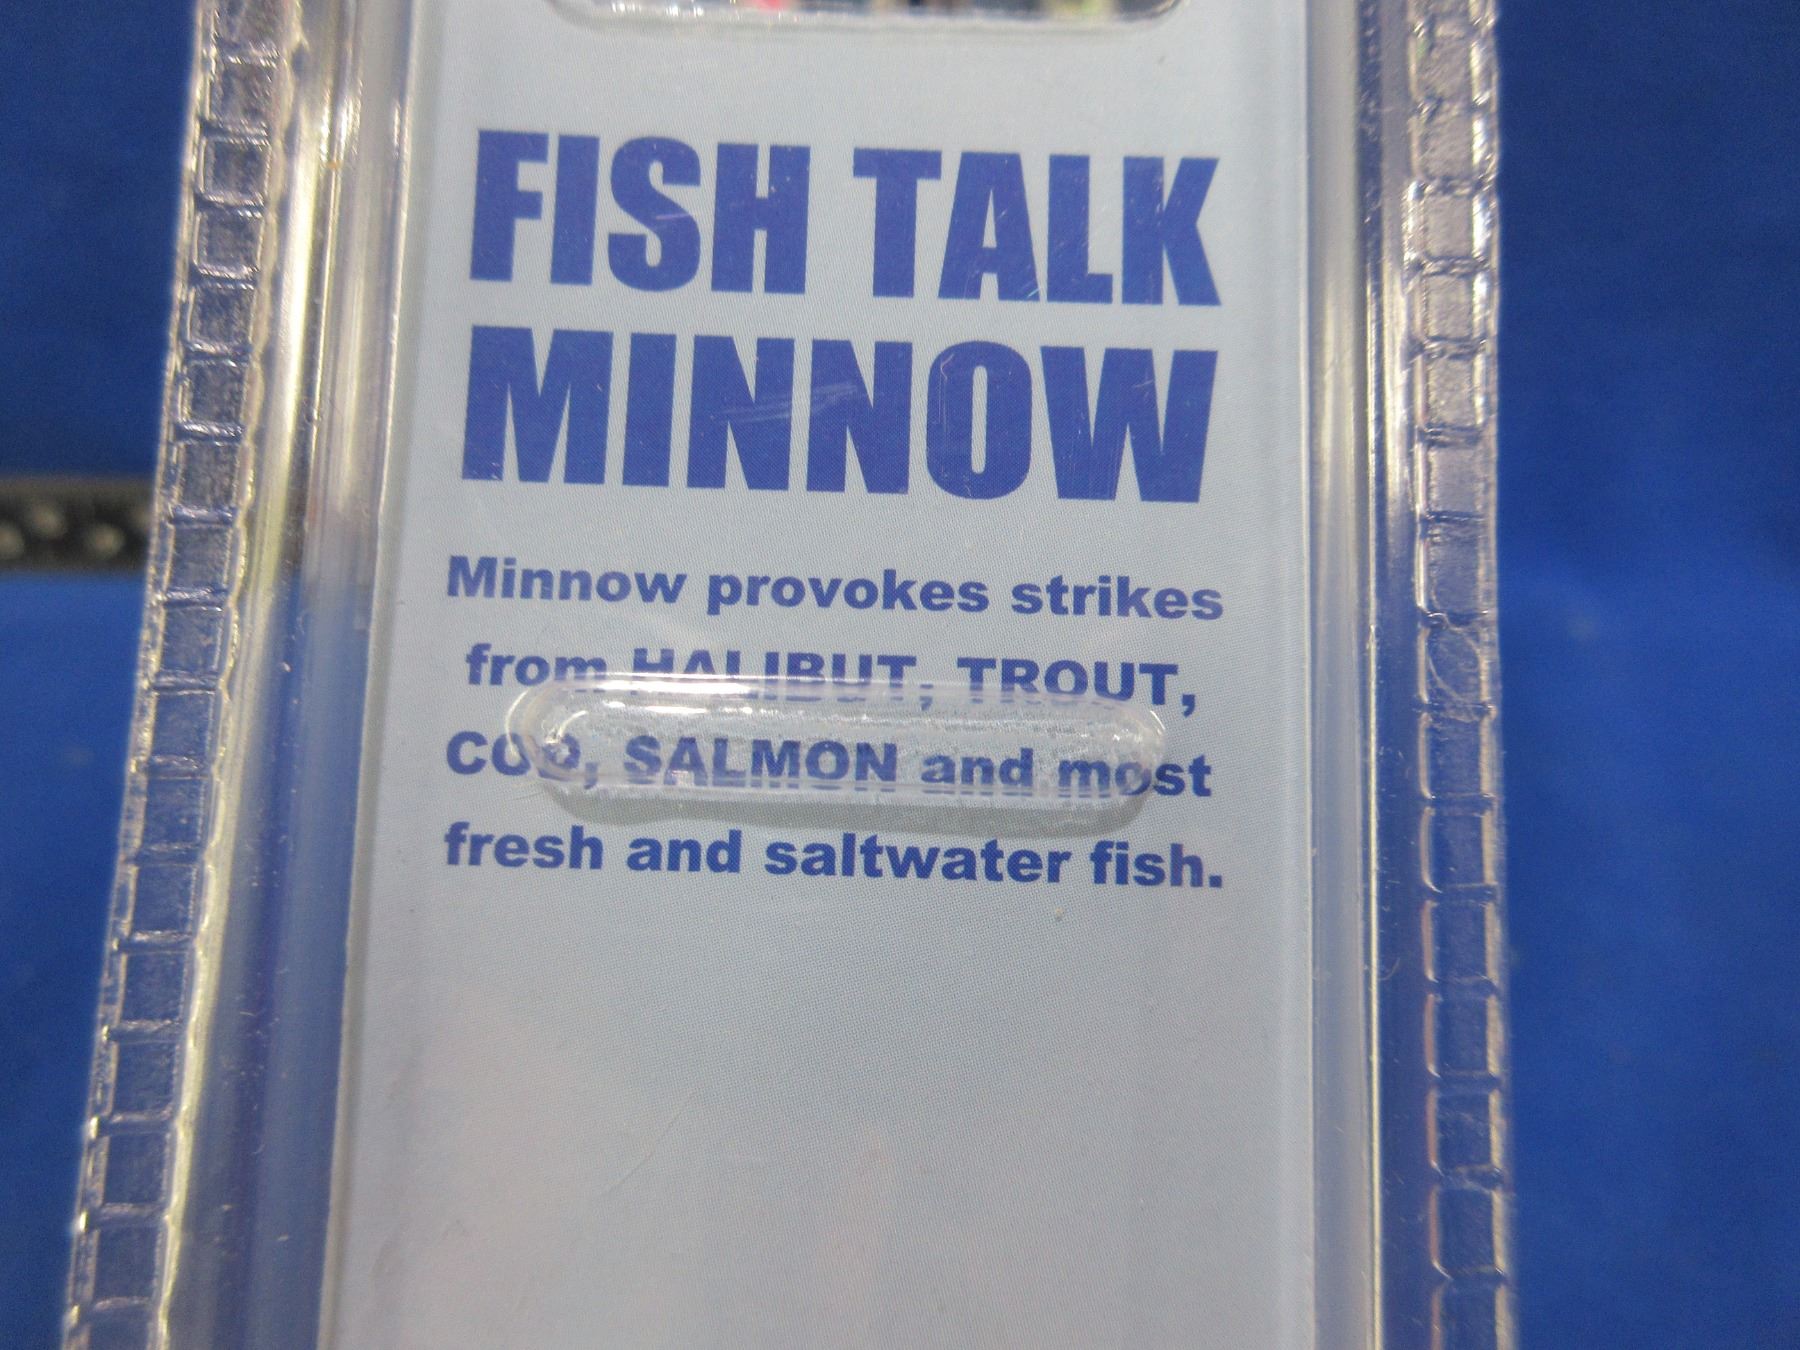 FISH TALK
MINNOW
Minnow provokes strikes
from HALIBUT, TROUT,
COD, SALMON and most
fresh and saltwater fish.